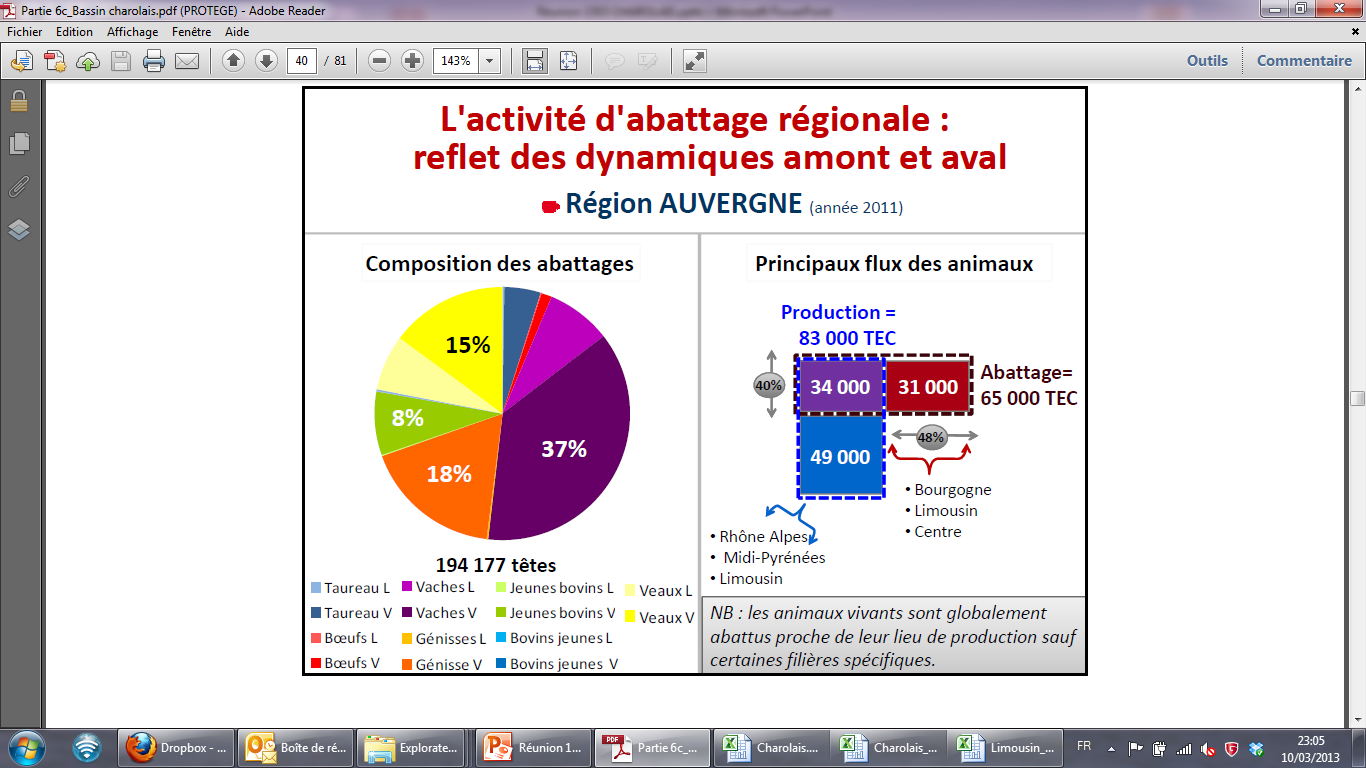 Partie 6c_Bassin charolais.pdf (PROTEGE) - Adobe Reader
Fichier Edition Affichage Fenêtre Aide
40 / 81
143%
Outils Commentaire
L'activité d'abattage régionale :
reflet des dynamiques amont et aval
Région AUVERGNE (année 2011)
Composition des abattages
15%
8%
18%
37%
194 177 têtes
Taureau L
Vaches L
Jeunes bovins L
Veaux L
Taureau V
Vaches V
Jeunes bovins V
Veaux V
Bœufs L
Génisses L
Bovins jeunes L
Bœufs V
Génisse V
Bovins jeunes V
Principaux flux des animaux
Production =
83 000 TEC
40%
34 000
31 000
Abattage=
65 000 TEC
49 000
48%
• Bourgogne
• Limousin
• Centre
• Rhône Alpes
• Midi-Pyrénées
• Limousin
NB : les animaux vivants sont globalement
abattus proche de leur lieu de production sauf
certaines filières spécifiques.
Dropbox - ...
Boîte de ré...
Explorate...
Réunion 1...
PDF
Partie 6c_...
Charolais....
Charolais_...
Limousin_...
FR
23:05
10/03/2013